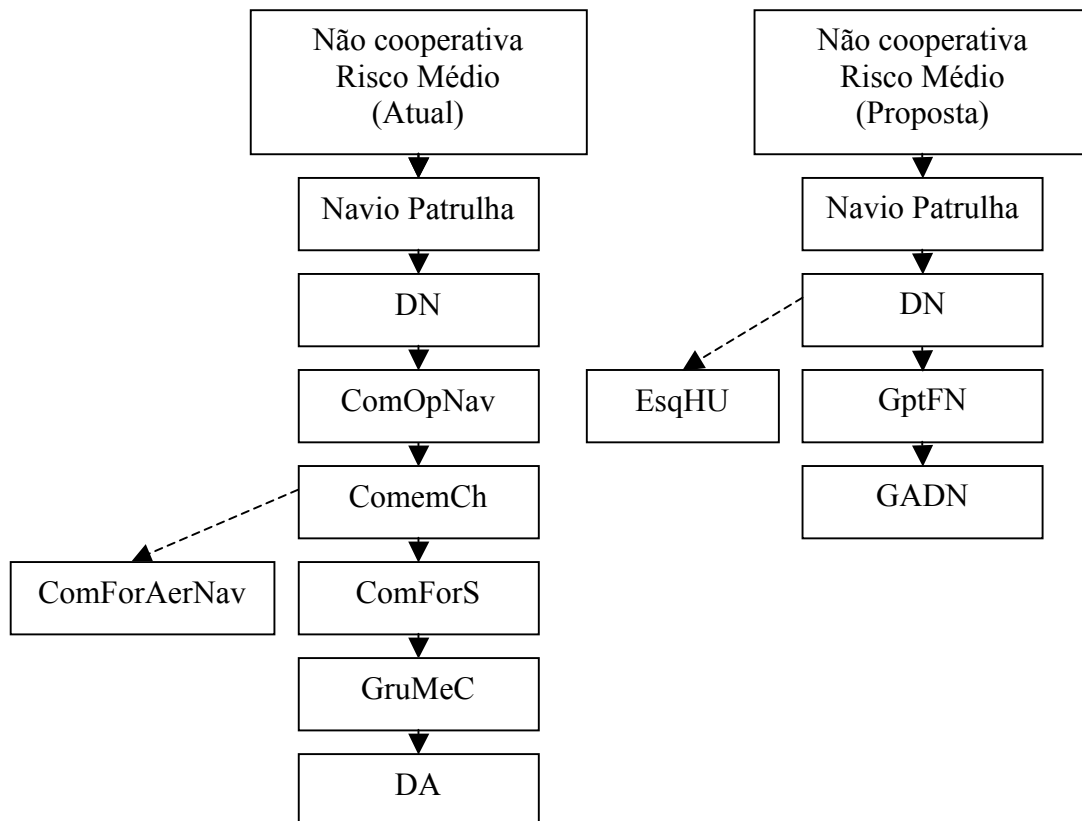 Não cooperativa
Risco Médio
(Atual)
Navio Patrulha
DN
ComOpNav
ComemCh
ComForAerNav
ComForS
GruMeC
DA
Não cooperativa
Risco Médio
(Proposta)
Navio Patrulha
DN
EsqHU
GptFN
GADN